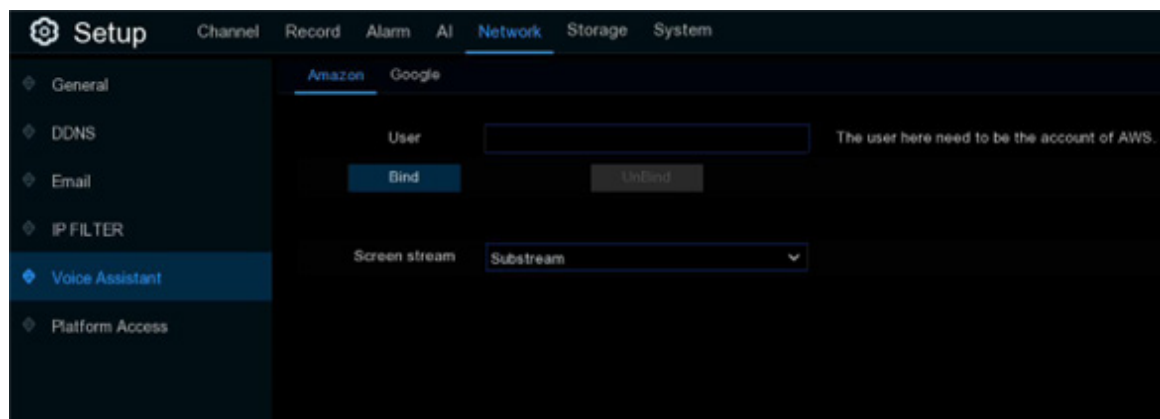 Setup Channel Record Alarm AI Network Storage System
General
DDNS
Email
IP FILTER
Voice Assistant
Platform Access
Amazon Google
User The user here need to be the account of AWS.
Bind UnBind
Screen stream Substream